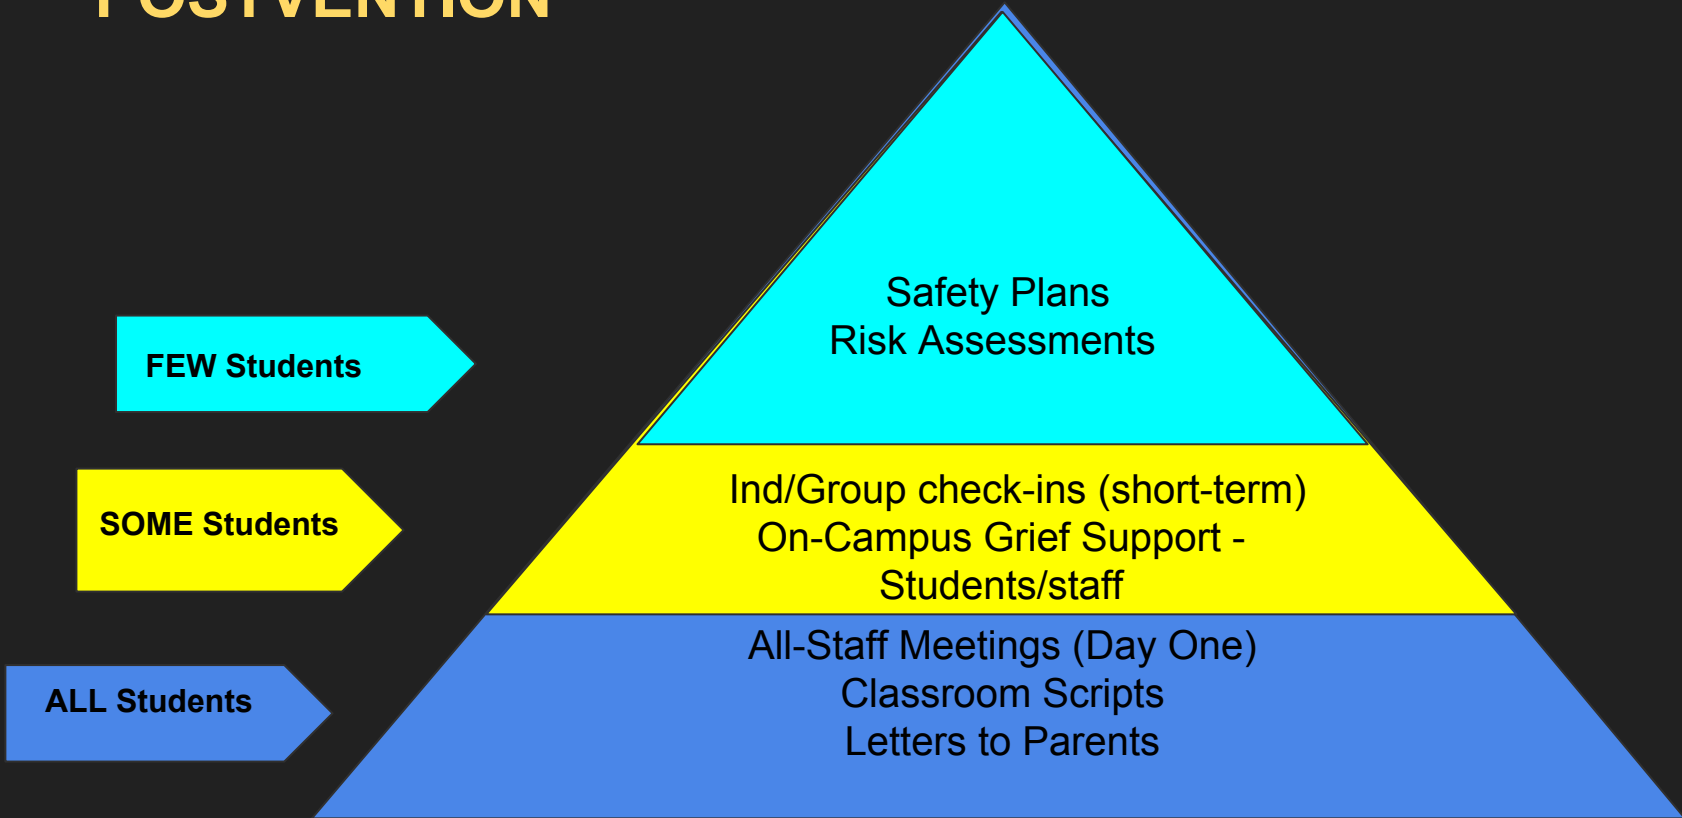 POSTVENTION
Safety Plans
Risk Assessments
FEW Students
Ind/Group check-ins (short-term)
On-Campus Grief Support -
Students/staff
SOME Students
All-Staff Meetings (Day One)
Classroom Scripts
Letters to Parents
ALL Students